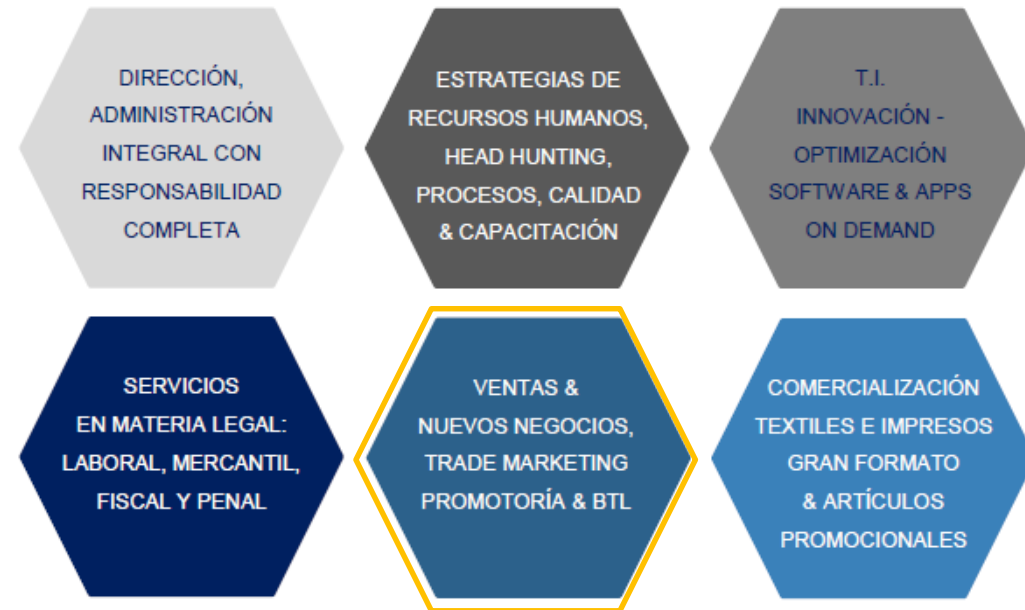 DIRECCIÓN,
ADMINISTRACIÓN
INTEGRAL CON
RESPONSABILIDAD
COMPLETA
ESTRATEGIAS DE
RECURSOS HUMANOS,
HEAD HUNTING,
PROCESOS, CALIDAD
& CAPACITACIÓN
T.I.
INNOVACIÓN -
OPTIMIZACIÓN
SOFTWARE & APPS
ON DEMAND
SERVICIOS
EN MATERIA LEGAL:
LABORAL, MERCANTIL,
FISCAL Y PENAL
VENTAS &
NUEVOS NEGOCIOS,
TRADE MARKETING
PROMOTORÍA & BTL
COMERCIALIZACIÓN
TEXTILES E IMPRESOS
GRAN FORMATO
& ARTÍCULOS
PROMOCIONALES